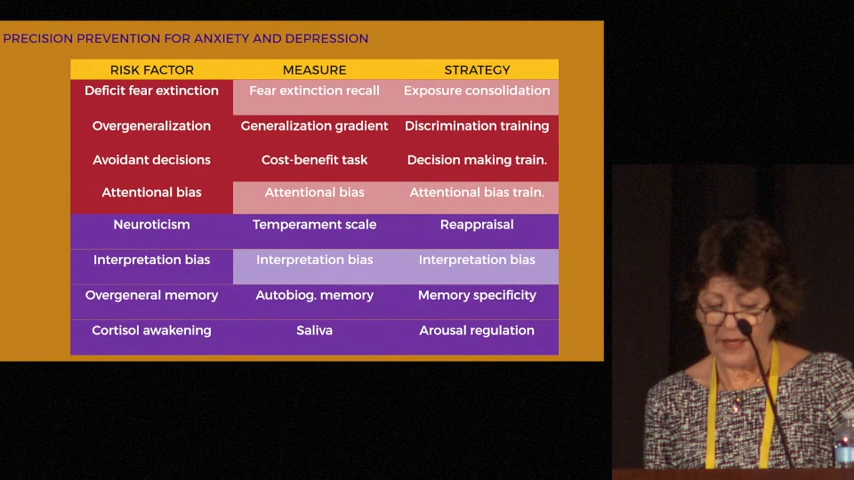 PRECISION PREVENTION FOR ANXIETY AND DEPRESSION
RISK FACTOR MEASURE STRATEGY
Deficit fear extinction Fear extinction recall Exposure consolidation
Overgeneralization Generalization gradient Discrimination training
Avoidant decisions Cost-benefit task Decision making train.
Attentional bias Attentional bias Attentional bias train.
Neuroticism Temperament scale Reappraisal
Interpretation bias Interpretation bias Interpretation bias
Overgeneral memory Autobiog. memory Memory specificity
Cortisol awakening Saliva Arousal regulation